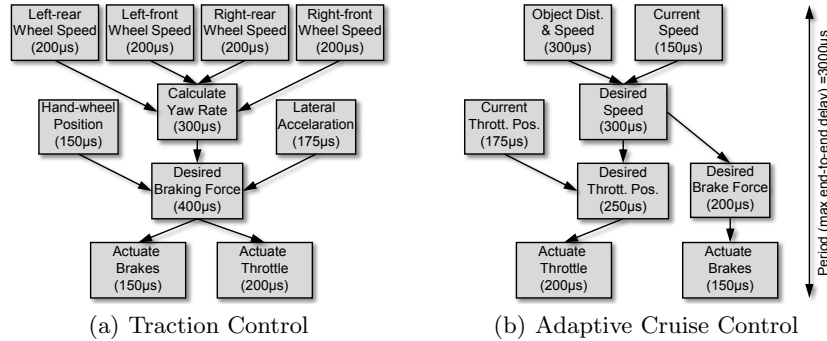 Left-rear
Wheel Speed
(200µs)
Left-front
Wheel Speed
(200µs)
Right-rear
Wheel Speed
(200µs)
Right-front
Wheel Speed
(200µs)
Calculate
Yaw Rate
(300µs)
Hand-wheel
Position
(150µs)
Lateral
Accelaration
(175µs)
Desired
Braking Force
(400µs)
Actuate
Brakes
(150µs)
Actuate
Throttle
(200µs)
(a) Traction Control
Object Dist.
& Speed
(300µs)
Current
Speed
(150µs)
Current
Thrott. Pos.
(175µs)
Desired
Speed
(300µs)
Desired
Thrott. Pos.
(250µs)
Desired
Brake Force
(200µs)
Actuate
Throttle
(200µs)
Actuate
Brakes
(150µs)
Period (max end-to-end delay) =3000us
(b) Adaptive Cruise Control